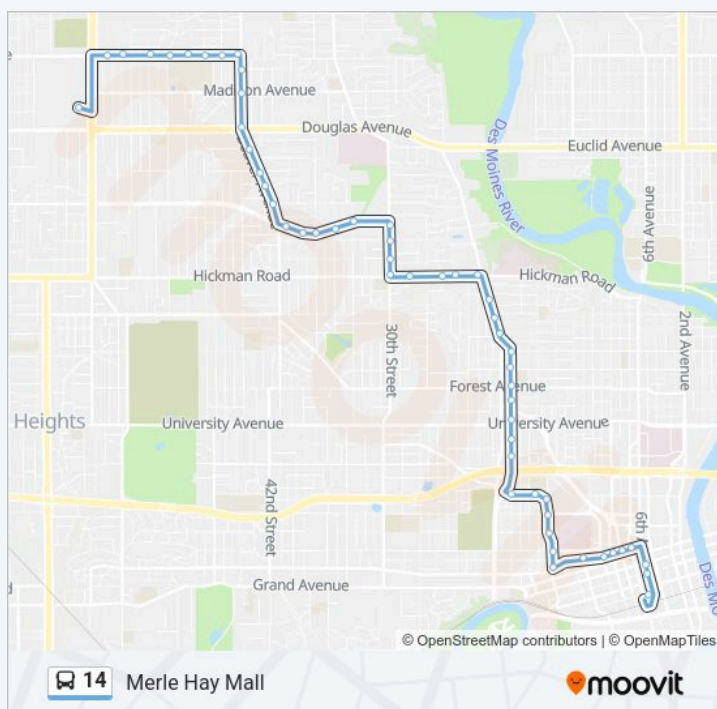 Madison Avenue
Douglas Avenue
Euclid Avenue
Des Moines River
6th Avenue
Hickman Road
Hickman Road
2nd Avenue
30th Street
Forest Avenue
Heights
University Avenue
University Avenue
42nd Street
6th
Grand Avenue
Des Mo
© OpenStreetMap contributors | © OpenMapTiles
14 Merle Hay Mall
moovit